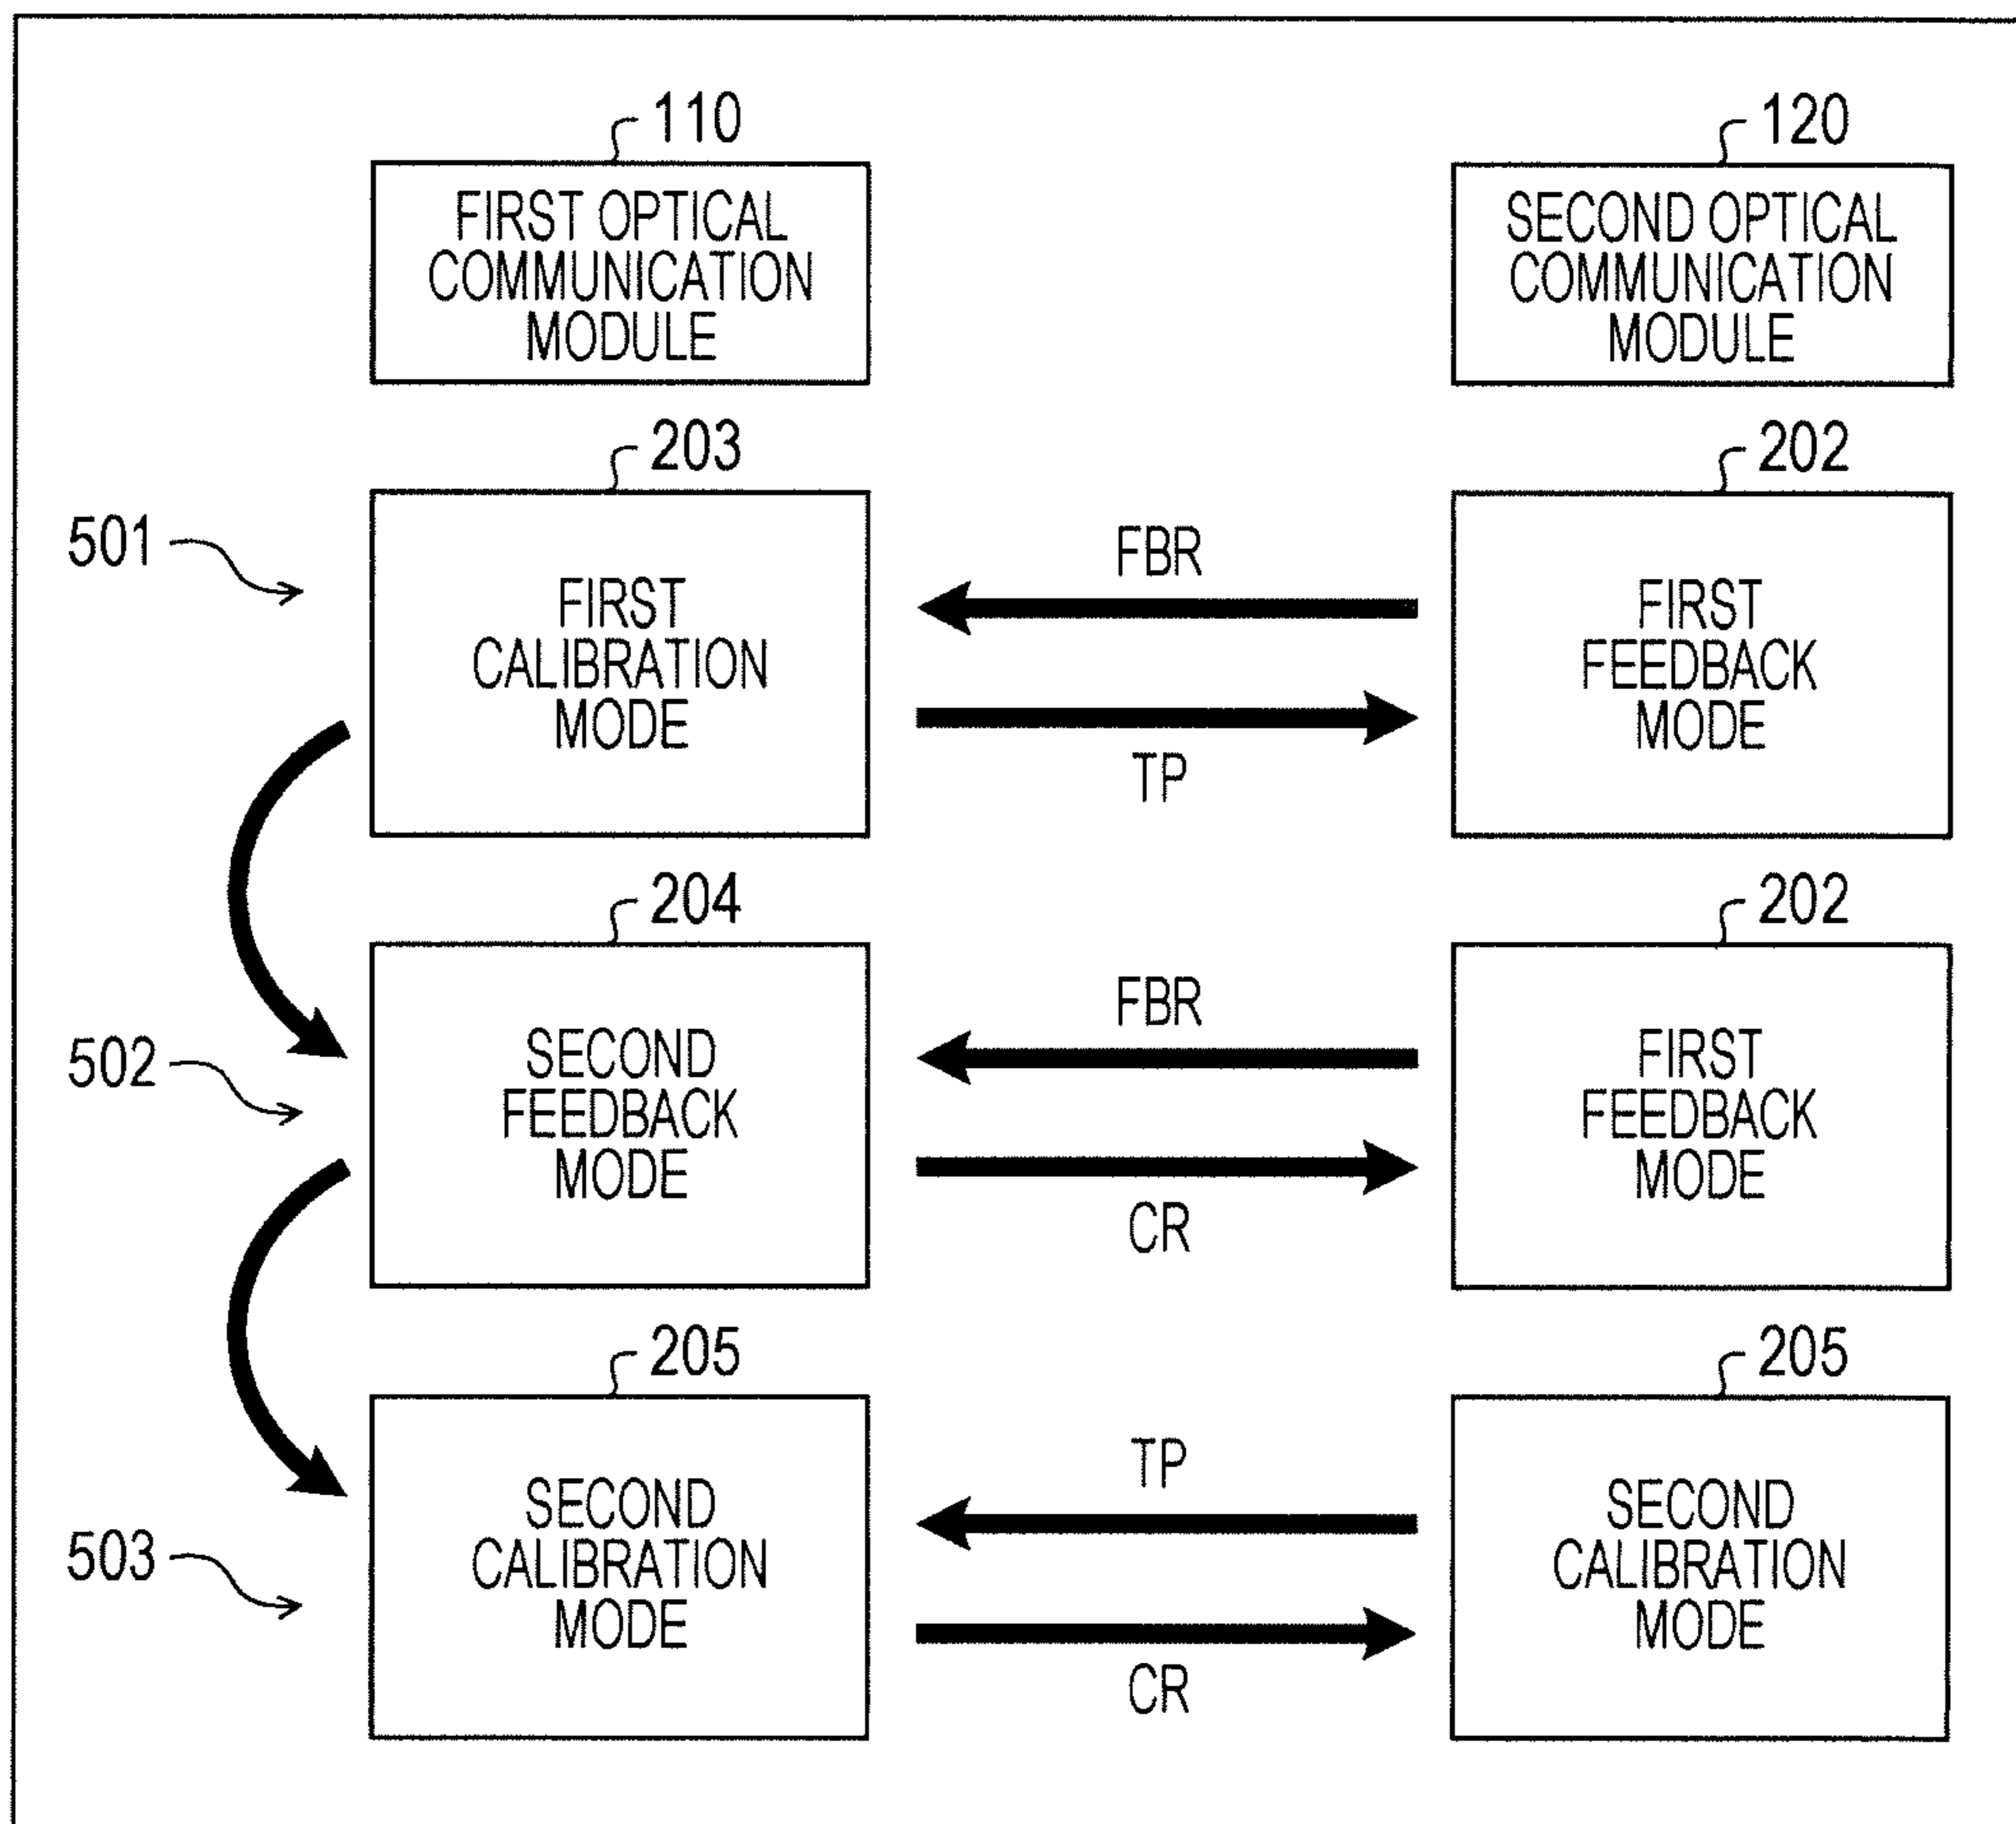 110
120
FIRST OPTICAL
COMMUNICATION
MODULE
SECOND OPTICAL
COMMUNICATION
MODULE
203
202
501
FIRST
CALIBRATION
MODE
FBR
TP
FIRST
FEEDBACK
MODE
204
202
502
SECOND
FEEDBACK
MODE
FBR
CR
FIRST
FEEDBACK
MODE
205
205
503
SECOND
CALIBRATION
MODE
TP
CR
SECOND
CALIBRATION
MODE